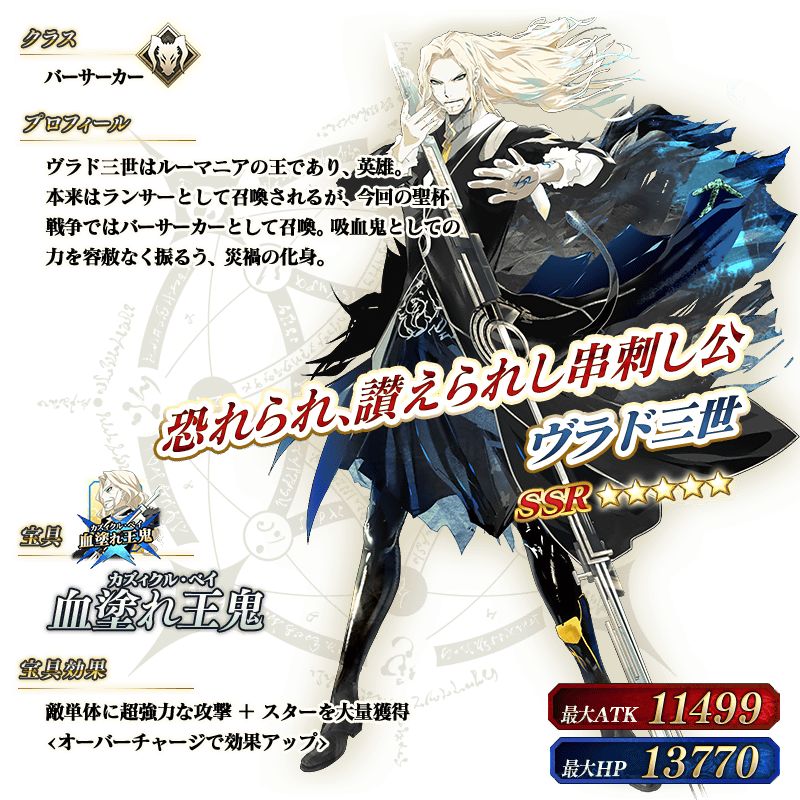 クラス
バーサーカー
プロフィール
ヴラド三世はルーマニアの王であり、英雄。
本来はランサーとして召喚されるが、今回の聖杯
戦争ではバーサーカーとして召喚。吸血鬼としての
力を容赦なく振るう、災禍の化身。
恐れられ、讃えられし串刺し公
ヴラド三世
SSR ☆☆☆☆☆
宝具
カズィクル・ベイ
血塗れ王鬼
カズィクル・ベイ
血塗れ王鬼
宝具効果
敵単体に超強力な攻撃 + スターを大量獲得
<オーバーチャージで効果アップ>
最大ATK 11499
最大HP 13770